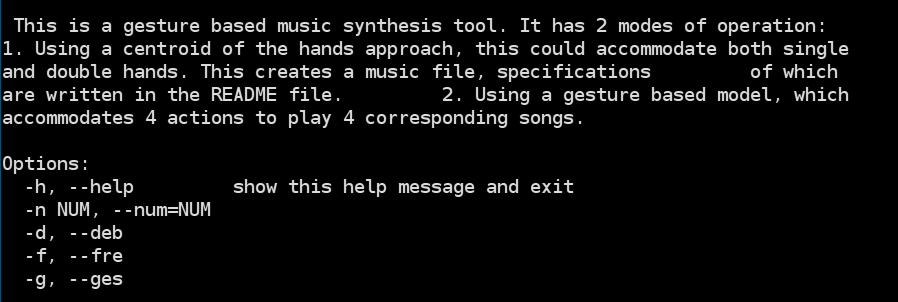 This is a gesture based music synthesis tool. It has 2 modes of operation:
1. Using a centroid of the hands approach, this could accommodate both single
and double hands. This creates a music file, specifications         of which
are written in the README file.         2. Using a gesture based model, which
accommodates 4 actions to play 4 corresponding songs.

Options:
  -h, --help         show this help message and exit
  -n NUM, --num=NUM
  -d, --deb
  -f, --fre
  -g, --ges